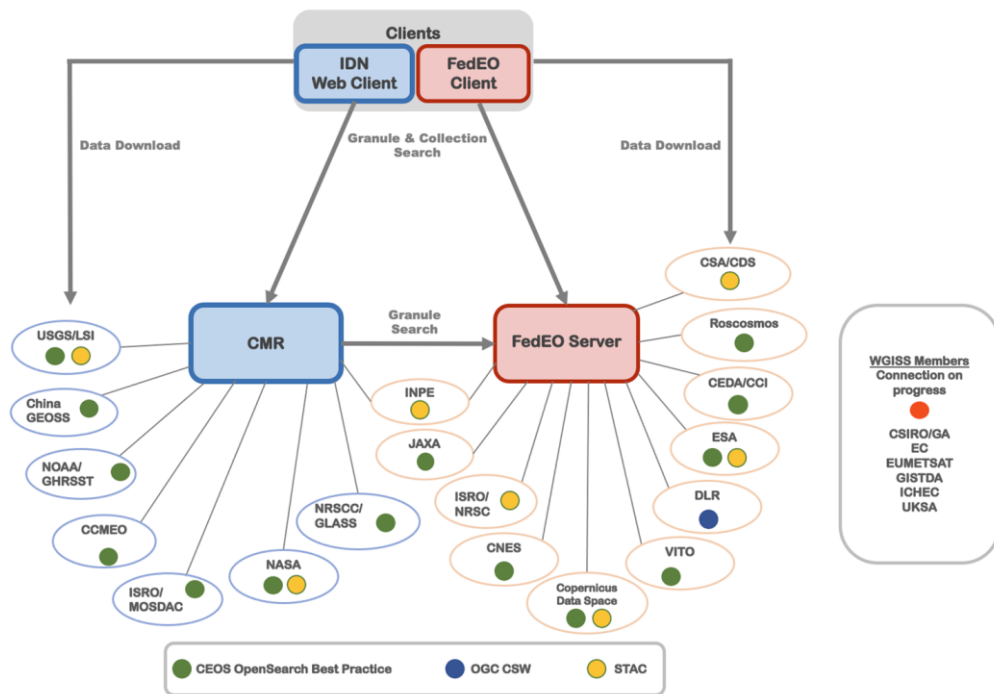 Clients
IDN
Web Client
FedEO
Client
Data Download
Granule & Collection
Search
Data Download
CSA/CDS
USGS/LSI
CMR
Granule
Search
FedEO Server
Roscosmos
China
GEOSS
INPE
CEDA/CCI
NOAA/
GHRSST
JAXA
ESA
CCMEO
NRSCC/
GLASS
ISRO/
NRSC
DLR
ISRO/
MOSDAC
NASA
CNES
Copernicus
Data Space
VITO
WGISS Members
Connection on
progress
CSIRO/GA
EC
EUMETSAT
GISTDA
ICHEC
UKSA
CEOS OpenSearch Best Practice
OGC CSW
STAC